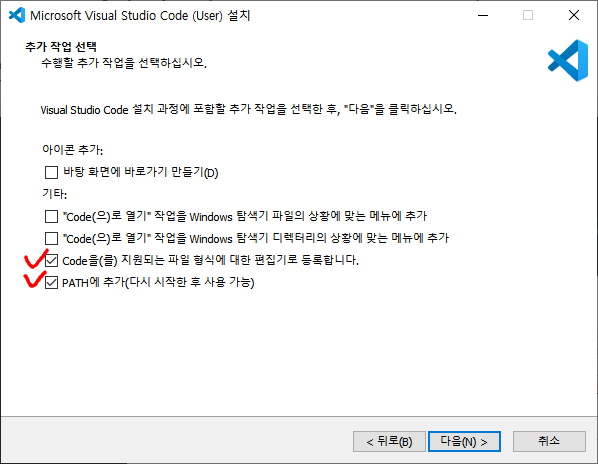 Microsoft Visual Studio Code (User) 설치
추가 작업 선택
수행할 추가 작업을 선택하십시오.
Visual Studio Code 설치 과정에 포함할 추가 작업을 선택한 후, "다음"을 클릭하십시오.
아이콘 추가:
바탕 화면에 바로가기 만들기(D)
기타:
"Code(으)로 열기" 작업을 Windows 탐색기 파일의 상황에 맞는 메뉴에 추가
"Code(으)로 열기" 작업을 Windows 탐색기 디렉터리의 상황에 맞는 메뉴에 추가
Code을(를) 지원되는 파일 형식에 대한 편집기로 등록합니다.
PATH에 추가(다시 시작한 후 사용 가능)
< 뒤로(B) 다음(N) > 취소